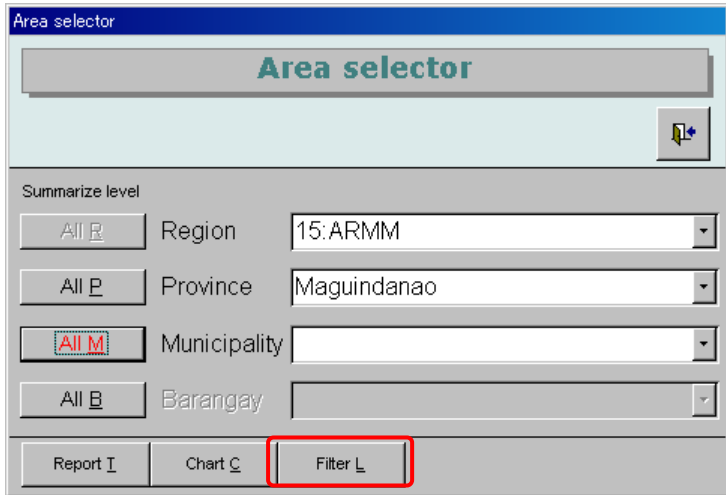 Area selector
Area selector
Summarize level
All R Region 15:ARMM
All P Province Maguindanao
All M Municipality
All B Barangay
Report T Chart C Filter L